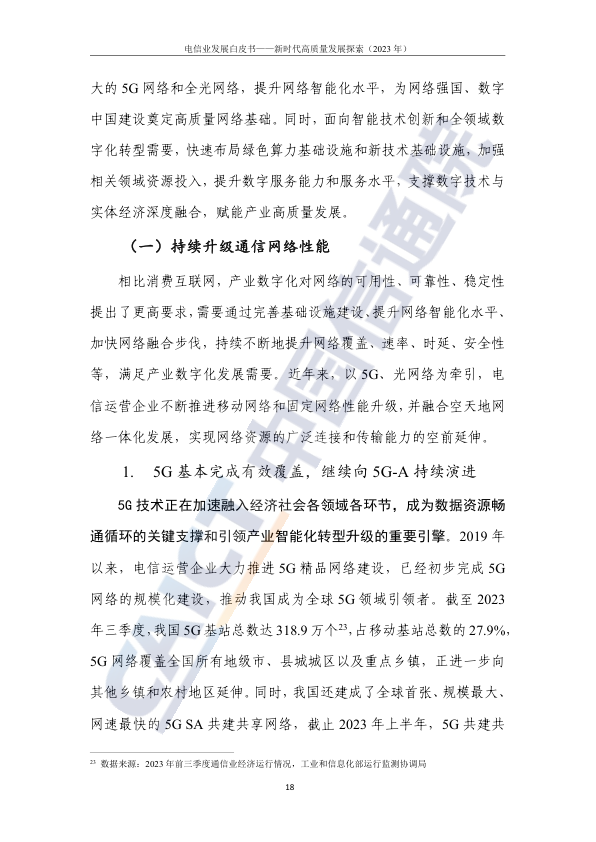 电信业发展白皮书——新时代高质量发展探索（2023 年）
大的 5G 网络和全光网络，提升网络智能化水平，为网络强国、数字
中国建设奠定高质量网络基础。同时，面向智能技术创新和全领域数
字化转型需要，快速布局绿色算力基础设施和新技术基础设施，加强
相关领域资源投入，提升数字服务能力和服务水平，支撑数字技术与
实体经济深度融合，赋能产业高质量发展。
（一）持续升级通信网络性能
相比消费互联网，产业数字化对网络的可用性、可靠性、稳定性
提出了更高要求，需要通过完善基础设施建设、提升网络智能化水平、
加快网络融合步伐，持续不断地提升网络覆盖、速率、时延、安全性
等，满足产业数字化发展需要。近年来，以 5G、光网络为牵引，电
信运营企业不断推进移动网络和固定网络性能升级，并融合空天地网
络一体化发展，实现网络资源的广泛连接和传输能力的空前延伸。
1. 5G 基本完成有效覆盖，继续向 5G-A 持续演进
5G 技术正在加速融入经济社会各领域各环节，成为数据资源畅
通循环的关键支撑和引领产业智能化转型升级的重要引擎。2019 年
以来，电信运营企业大力推进 5G 精品网络建设，已经初步完成 5G
网络的规模化建设，推动我国成为全球 5G 领域引领者。截至 2023
年三季度，我国 5G 基站总数达 318.9 万个23，占移动基站总数的 27.9%，
5G 网络覆盖全国所有地级市、县城城区以及重点乡镇，正进一步向
其他乡镇和农村地区延伸。同时，我国还建成了全球首张、规模最大、
网速最快的 5G SA 共建共享网络，截止 2023 年上半年，5G 共建共
23 数据来源：2023 年前三季度通信业经济运行情况，工业和信息化部运行监测协调局
18
CAICT 中国信通院